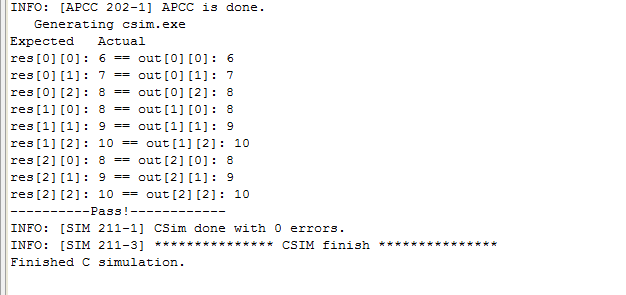 INFO: [APCC 202-1] APCC is done.
   Generating csim.exe
Expected   Actual
res[0][0]: 6 == out[0][0]: 6
res[0][1]: 7 == out[0][1]: 7
res[0][2]: 8 == out[0][2]: 8
res[1][0]: 8 == out[1][0]: 8
res[1][1]: 9 == out[1][1]: 9
res[1][2]: 10 == out[1][2]: 10
res[2][0]: 8 == out[2][0]: 8
res[2][1]: 9 == out[2][1]: 9
res[2][2]: 10 == out[2][2]: 10
----------Pass!------------
INFO: [SIM 211-1] CSim done with 0 errors.
INFO: [SIM 211-3] *************** CSIM finish ***************
Finished C simulation.